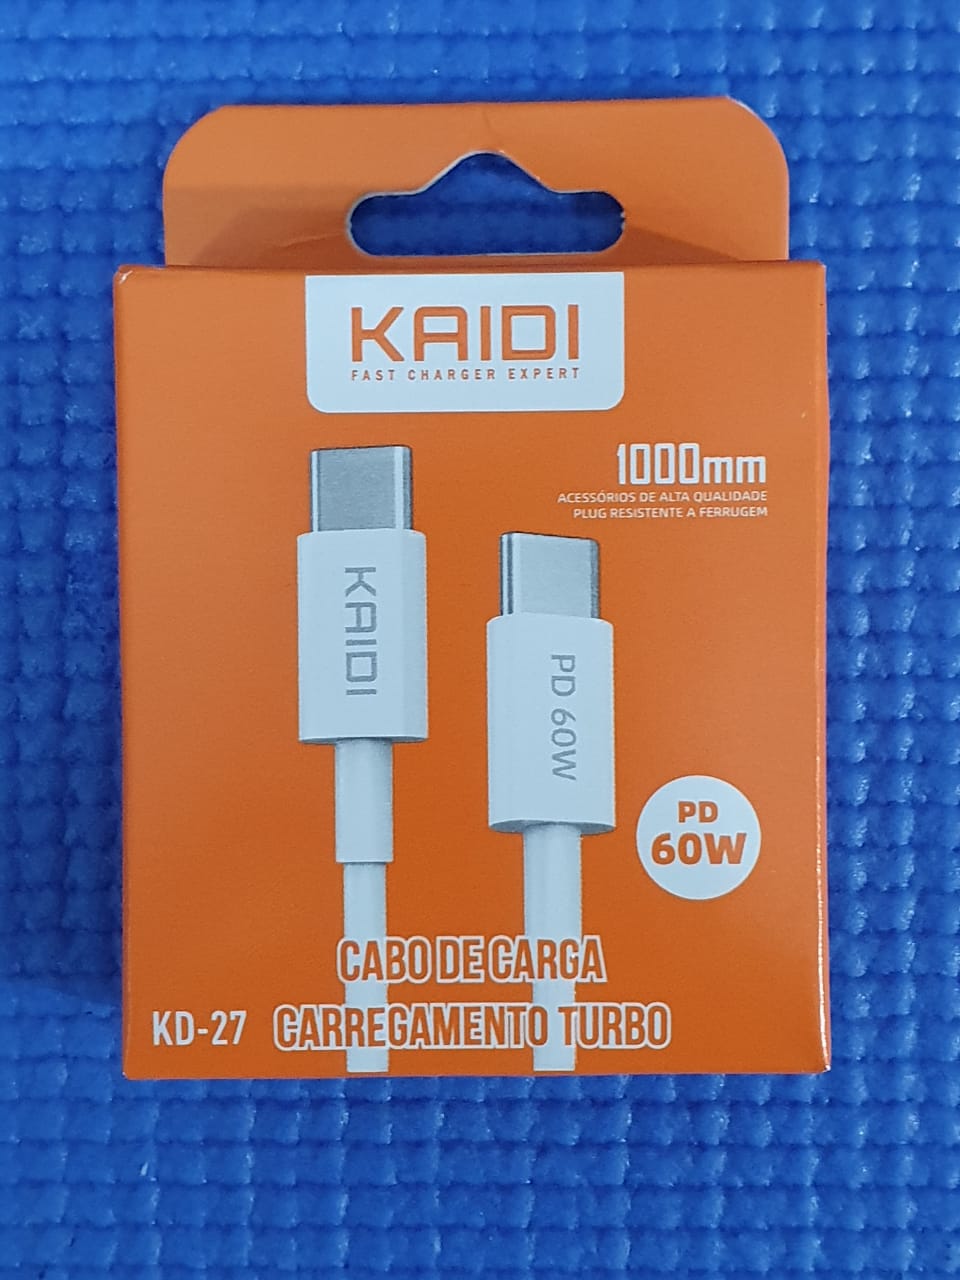 KAIDI
FAST CHARGER EXPERT
1000mm
ACESSÓRIOS DE ALTA QUALIDADE
PLUG RESISTENTE A FERRUGEM
KAIDI
PD 60W
PD
60W
CABO DE CARGA
KD-27 CARREGAMENTO TURBO